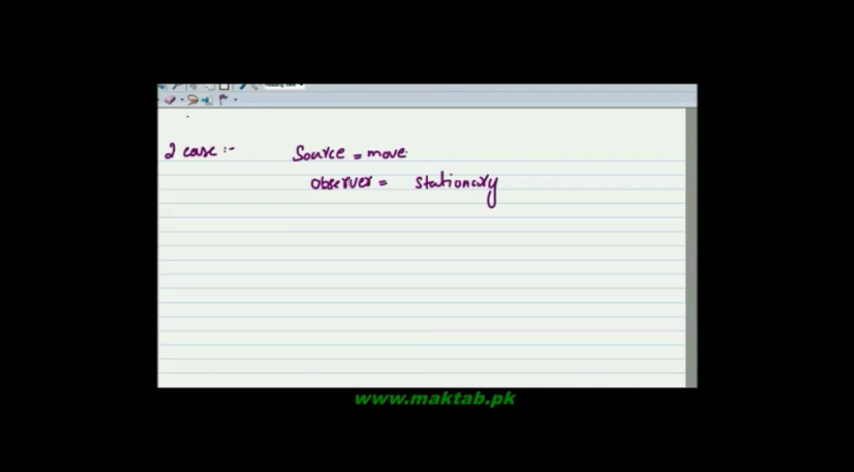 2 case :- Source = move
observer = stationary
www.maktab.pk